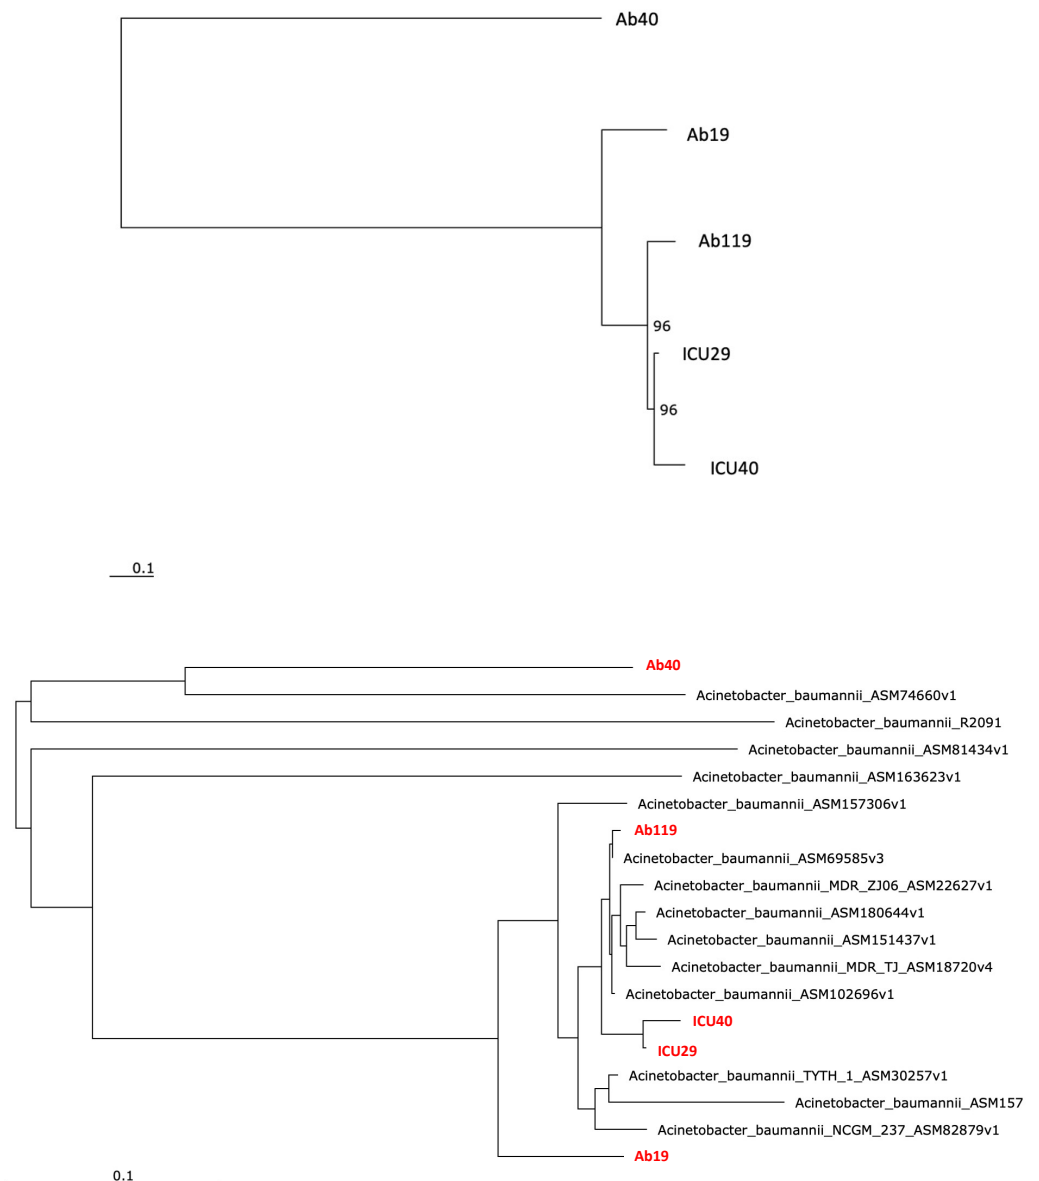 Ab40
Ab19
Ab119
96
ICU29
96
ICU40
0.1
Ab40
Acinetobacter_baumannii_ASM74660v1
Acinetobacter_baumannii_R2091
Acinetobacter_baumannii_ASM81434v1
Acinetobacter_baumannii_ASM163623v1
Acinetobacter_baumannii_ASM157306v1
Ab119
Acinetobacter_baumannii_ASM69585v3
Acinetobacter_baumannii_MDR_ZJ06_ASM22627v1
Acinetobacter_baumannii_ASM180644v1
Acinetobacter_baumannii_ASM151437v1
Acinetobacter_baumannii_MDR_TJ_ASM18720v4
Acinetobacter_baumannii_ASM102696v1
ICU40
ICU29
Acinetobacter_baumannii_TYTH_1_ASM30257v1
Acinetobacter_baumannii_ASM157
Acinetobacter_baumannii_NCGM_237_ASM82879v1
Ab19
0.1